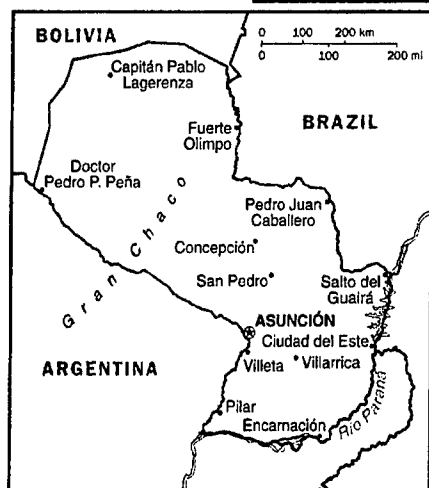 BOLIVIA
0 100 200 km
0 100 200 mi
Capitán Pablo
Lagerenza
BRAZIL
Fuerte
Olimpo
Doctor
Pedro P. Peña
Gran Chaco
Pedro Juan
Caballero
Concepción
San Pedro
Salto del
Guairá
ASUNCIÓN
Ciudad del Este
ARGENTINA
Villeta
Villarrica
Pilar
Encarnación
Río Paraná